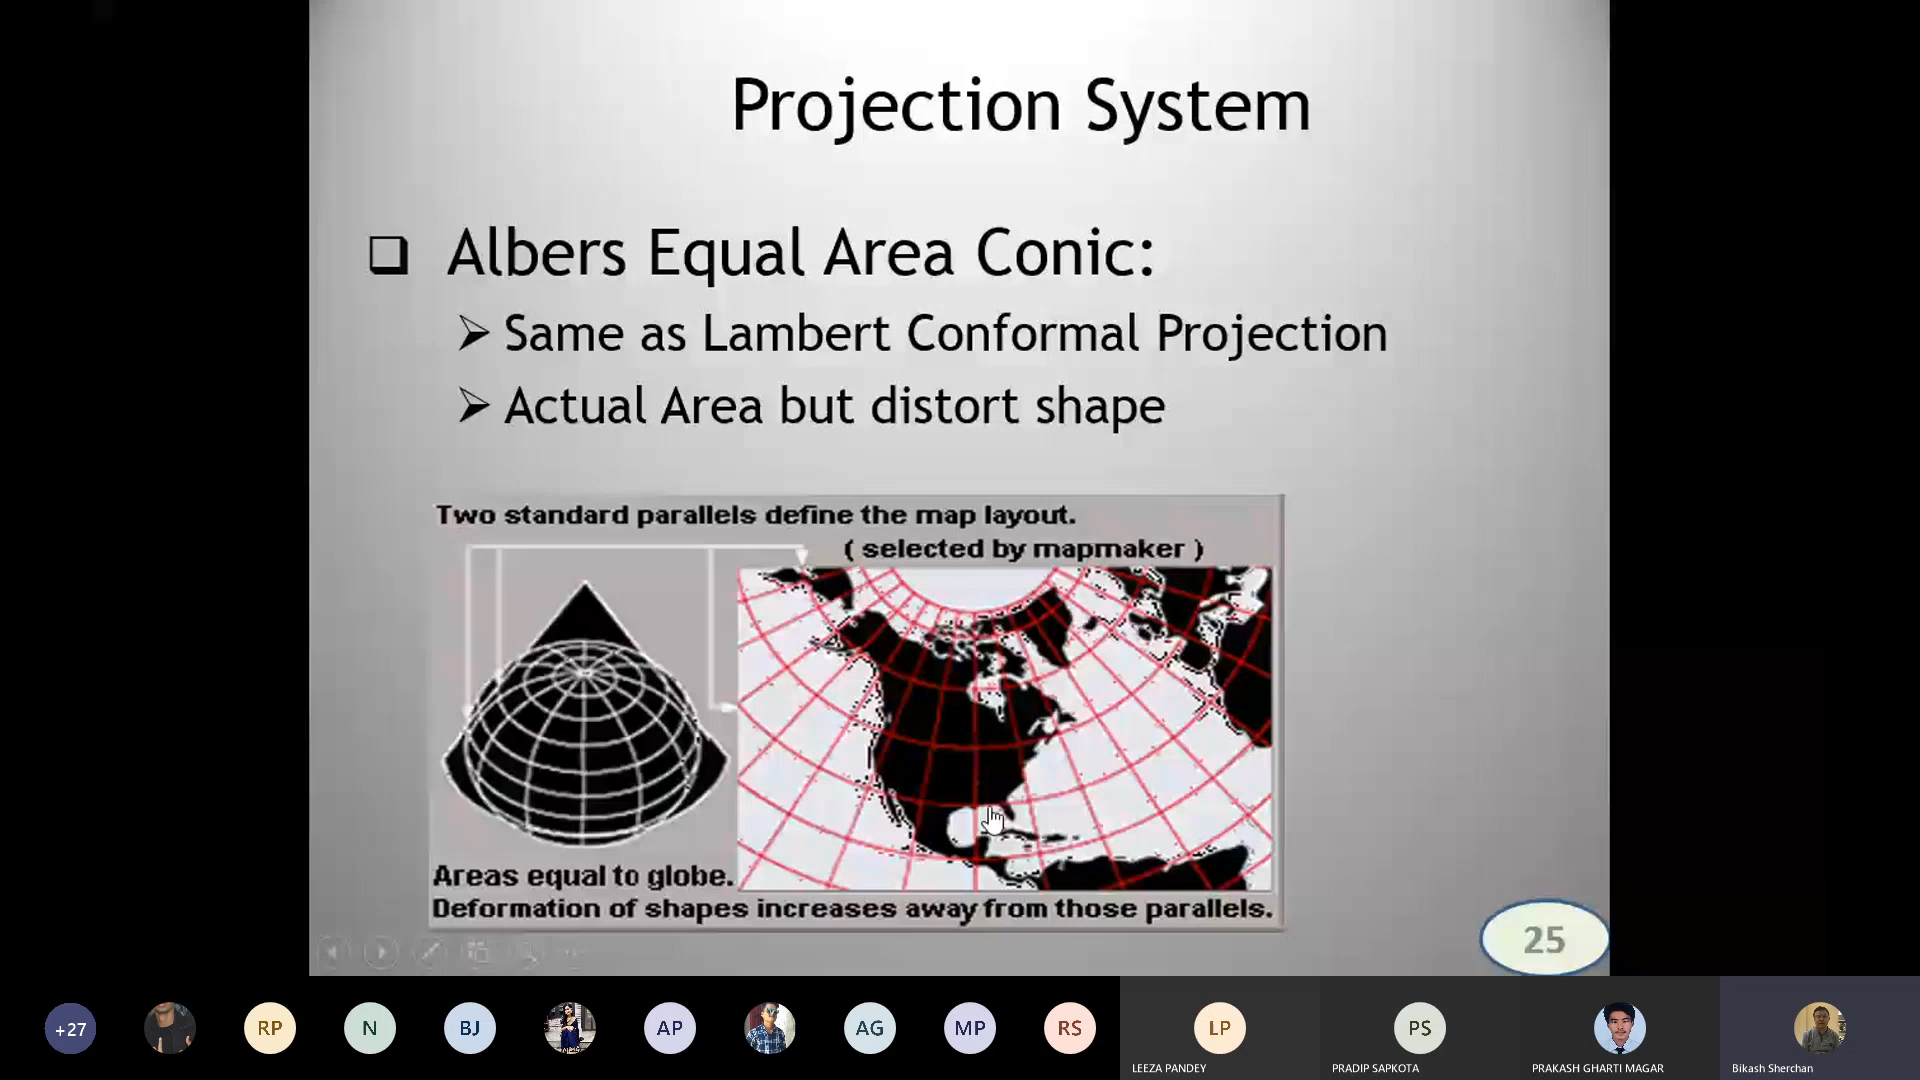 Projection System
Albers Equal Area Conic:
Same as Lambert Conformal Projection
Actual Area but distort shape
Two standard parallels define the map layout.
( selected by mapmaker )
Areas equal to globe.
Deformation of shapes increases away from those parallels.
25
+27
RP
N
BJ
AP
AG
MP
RS
LP
PS
LEEZA PANDEY
PRADIP SAPKOTA
PRAKASH GHARTI MAGAR
Bikash Sherchan